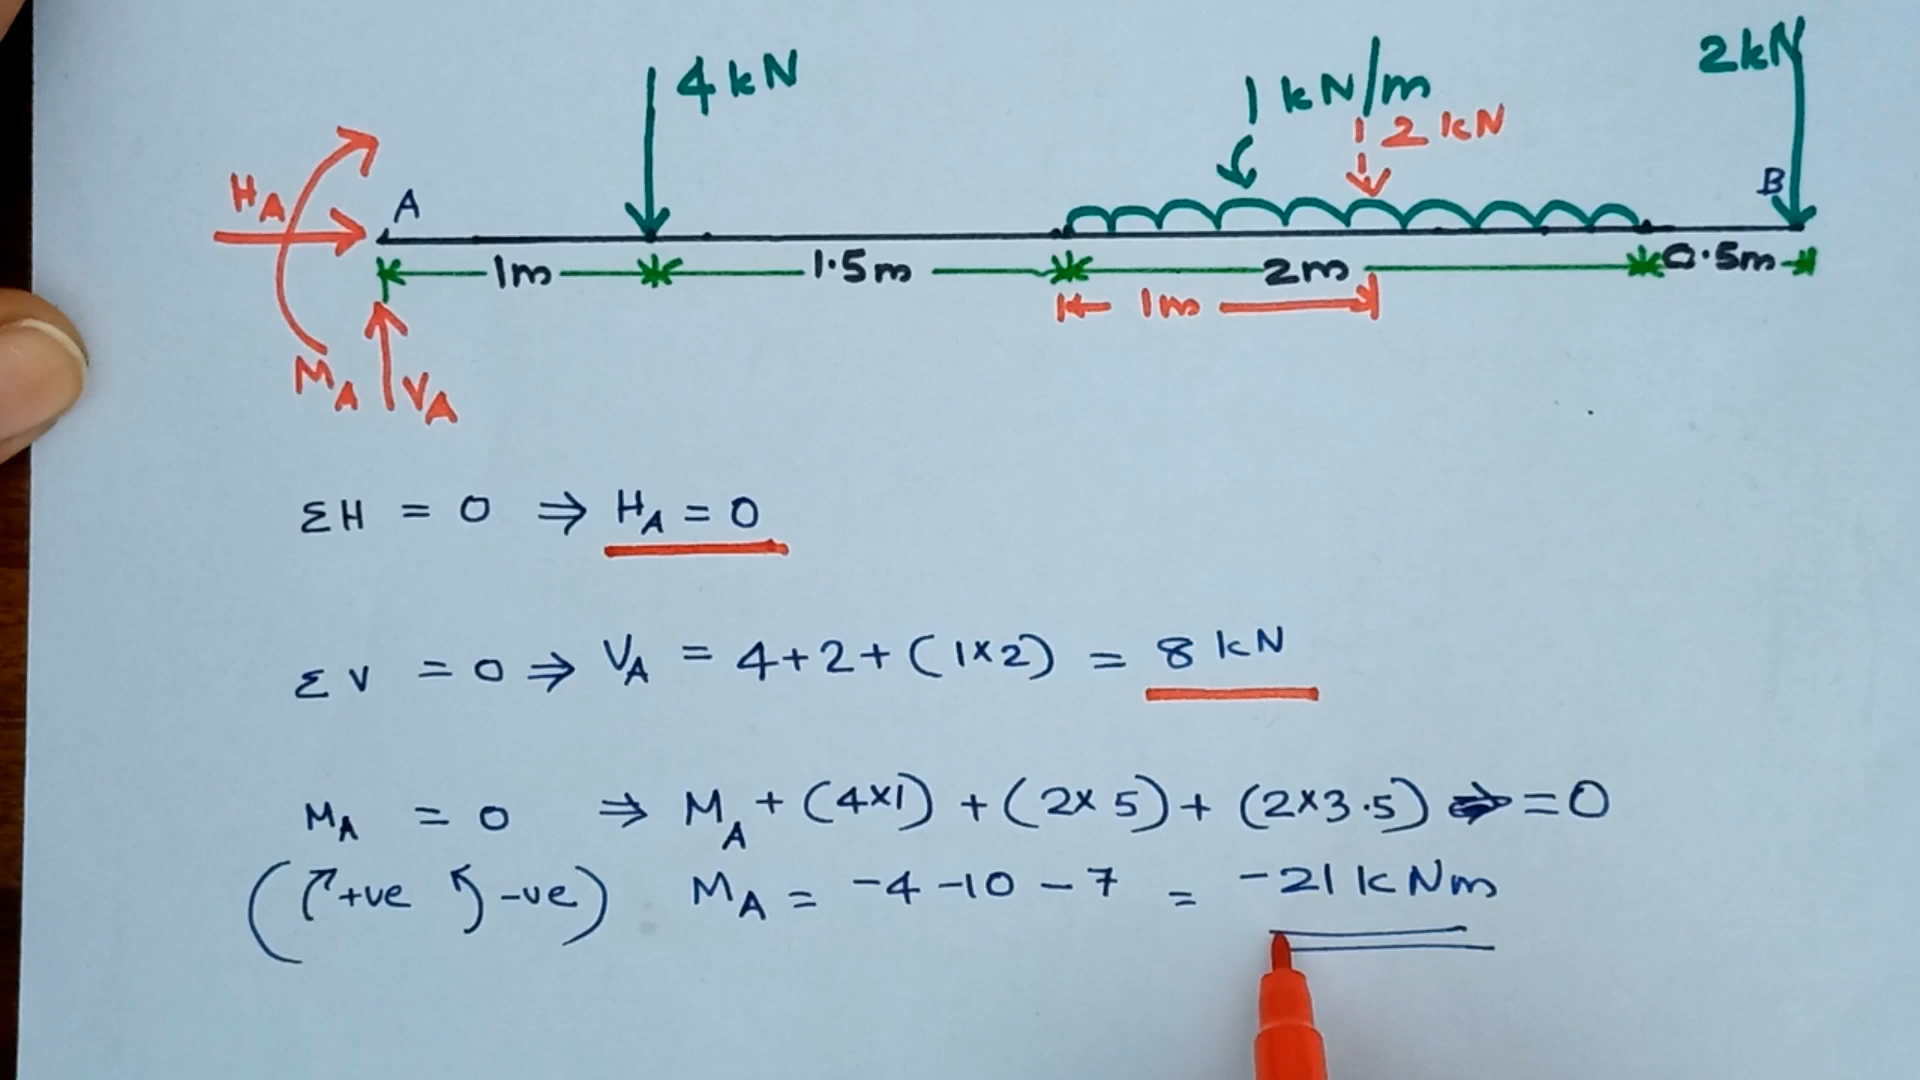 4 kN
1 kN/m
2 kN
2kN
HA
A
B
1m
1.5m
2m
0.5m
1m
MA
VA
ΣH = 0 ⇒ HA = 0
ΣV = 0 ⇒ VA = 4+2+(1×2) = 8 kN
MA = 0 ⇒ MA + (4×1) + (2×5) + (2×3.5) = 0
(↱+ve ↰ -ve) MA = -4 -10 -7 = -21 kNm